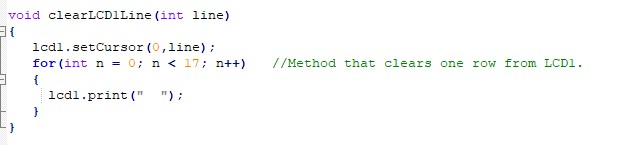 void clearLCD1Line(int line)
{
lcd1.setCursor(0,line);
for(int n = 0; n < 17; n++) //Method that clears one row from LCD1.
{
lcd1.print("  ");
}
}